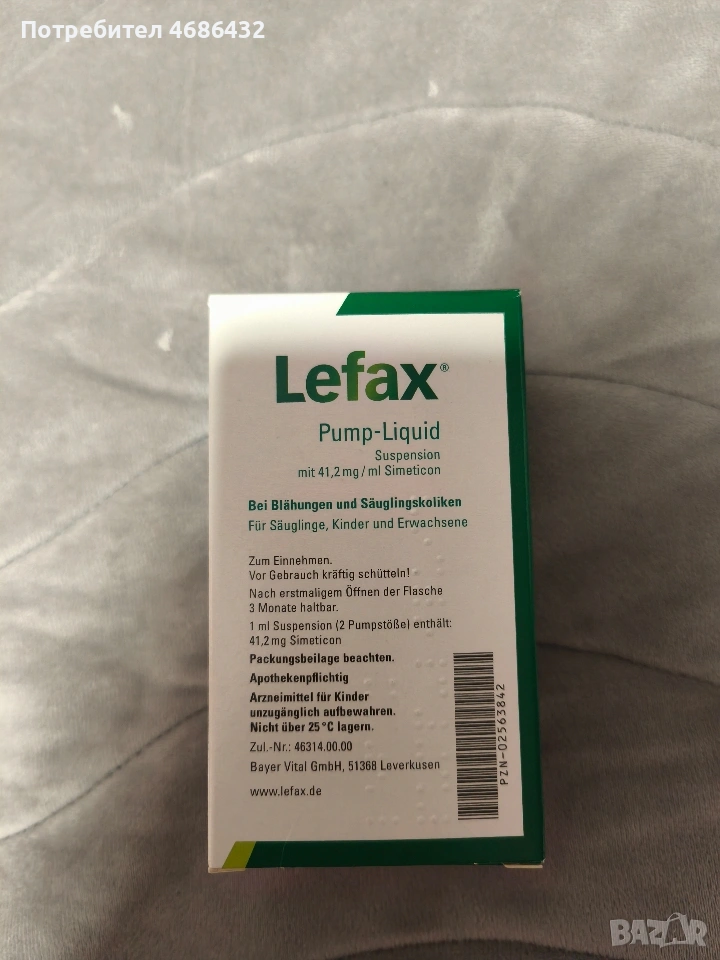 Потребител 4686432
Lefax®
Pump-Liquid
Suspension
mit 41,2 mg / ml Simeticon
Bei Blähungen und Säuglingskoliken
Für Säuglinge, Kinder und Erwachsene
Zum Einnehmen.
Vor Gebrauch kräftig schütteln!
Nach erstmaligem Öffnen der Flasche
3 Monate haltbar.
1 ml Suspension (2 Pumpstöße) enthält:
41,2 mg Simeticon
Packungsbeilage beachten.
Apothekenpflichtig
Arzneimittel für Kinder
unzugänglich aufbewahren.
Nicht über 25 °C lagern.
Zul.-Nr.: 46314.00.00
Bayer Vital GmbH, 51368 Leverkusen
www.lefax.de
PZN-02563842
BAZAR